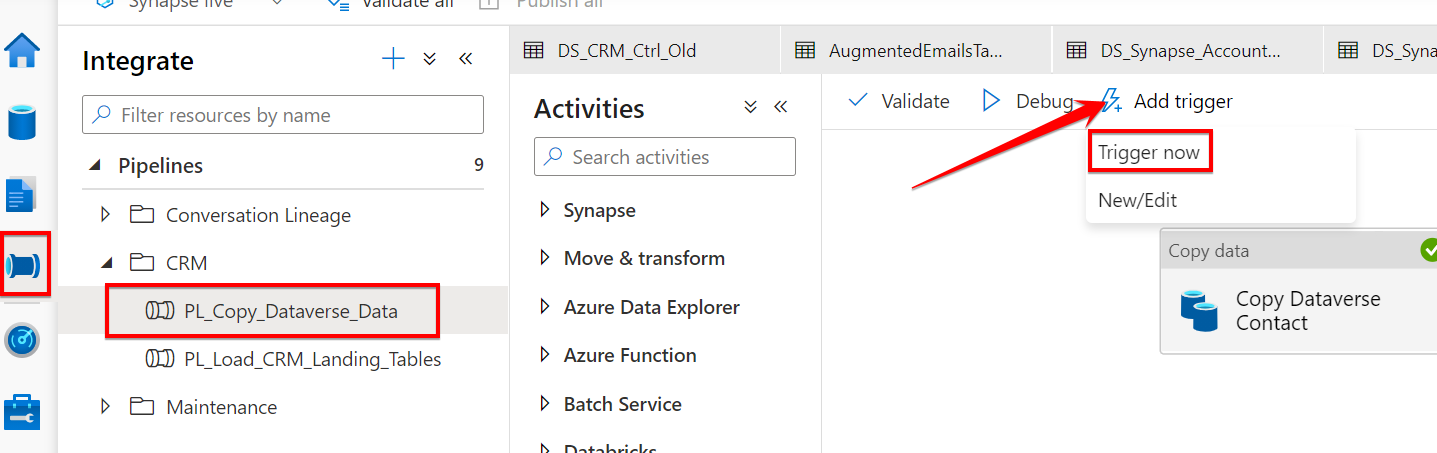 Synapse live
Validate all
Publish all
Integrate
Filter resources by name
Pipelines
9
Conversation Lineage
CRM
PL_Copy_Dataverse_Data
PL_Load_CRM_Landing_Tables
Maintenance
DS_CRM_Ctrl_Old
AugmentedEmailsTa...
DS_Synapse_Account...
DS_Syna
Activities
Search activities
Synapse
Move & transform
Azure Data Explorer
Azure Function
Batch Service
Databricks
Validate
Debug
Add trigger
Trigger now
New/Edit
Copy data
Copy Dataverse
Contact